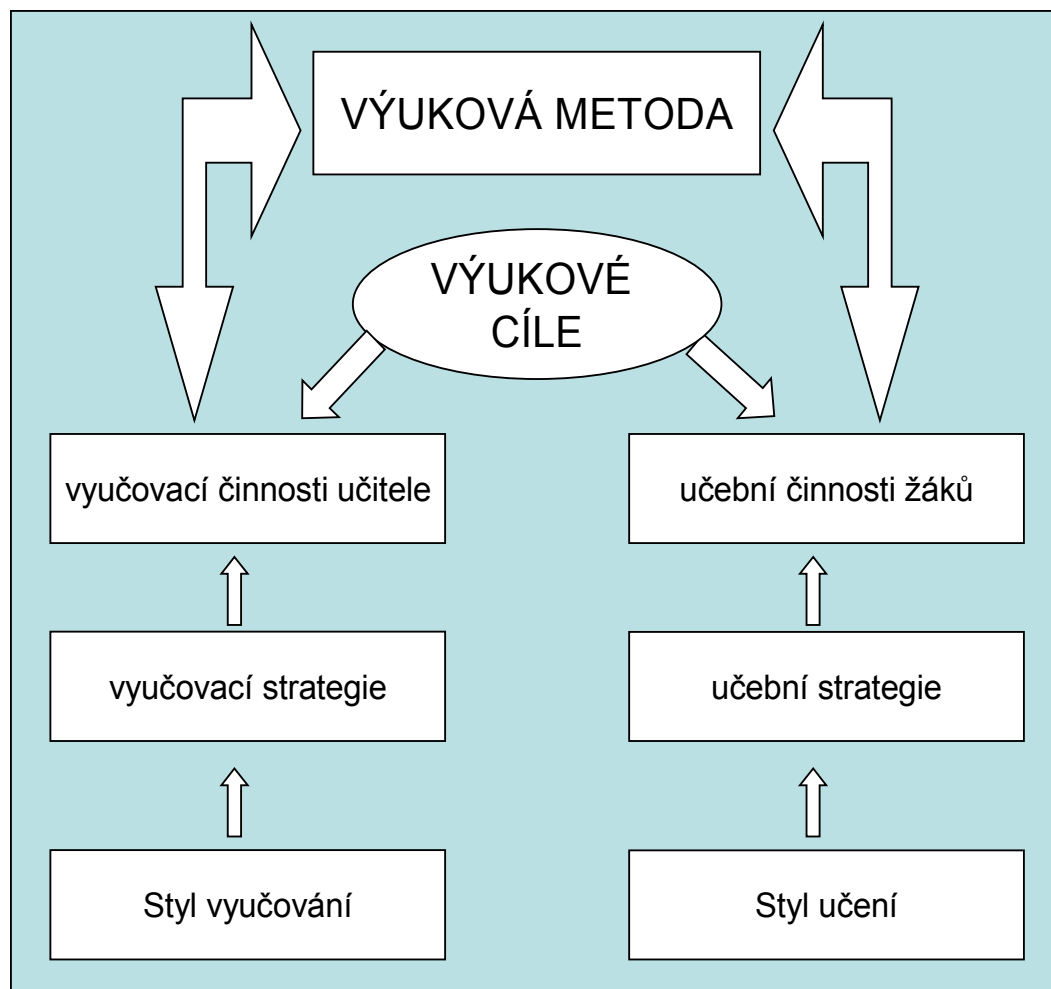 VÝUKOVÁ METODA
VÝUKOVÉ
CÍLE
vyučovací činnosti učitele
učební činnosti žáků
vyučovací strategie
učební strategie
Styl vyučování
Styl učení